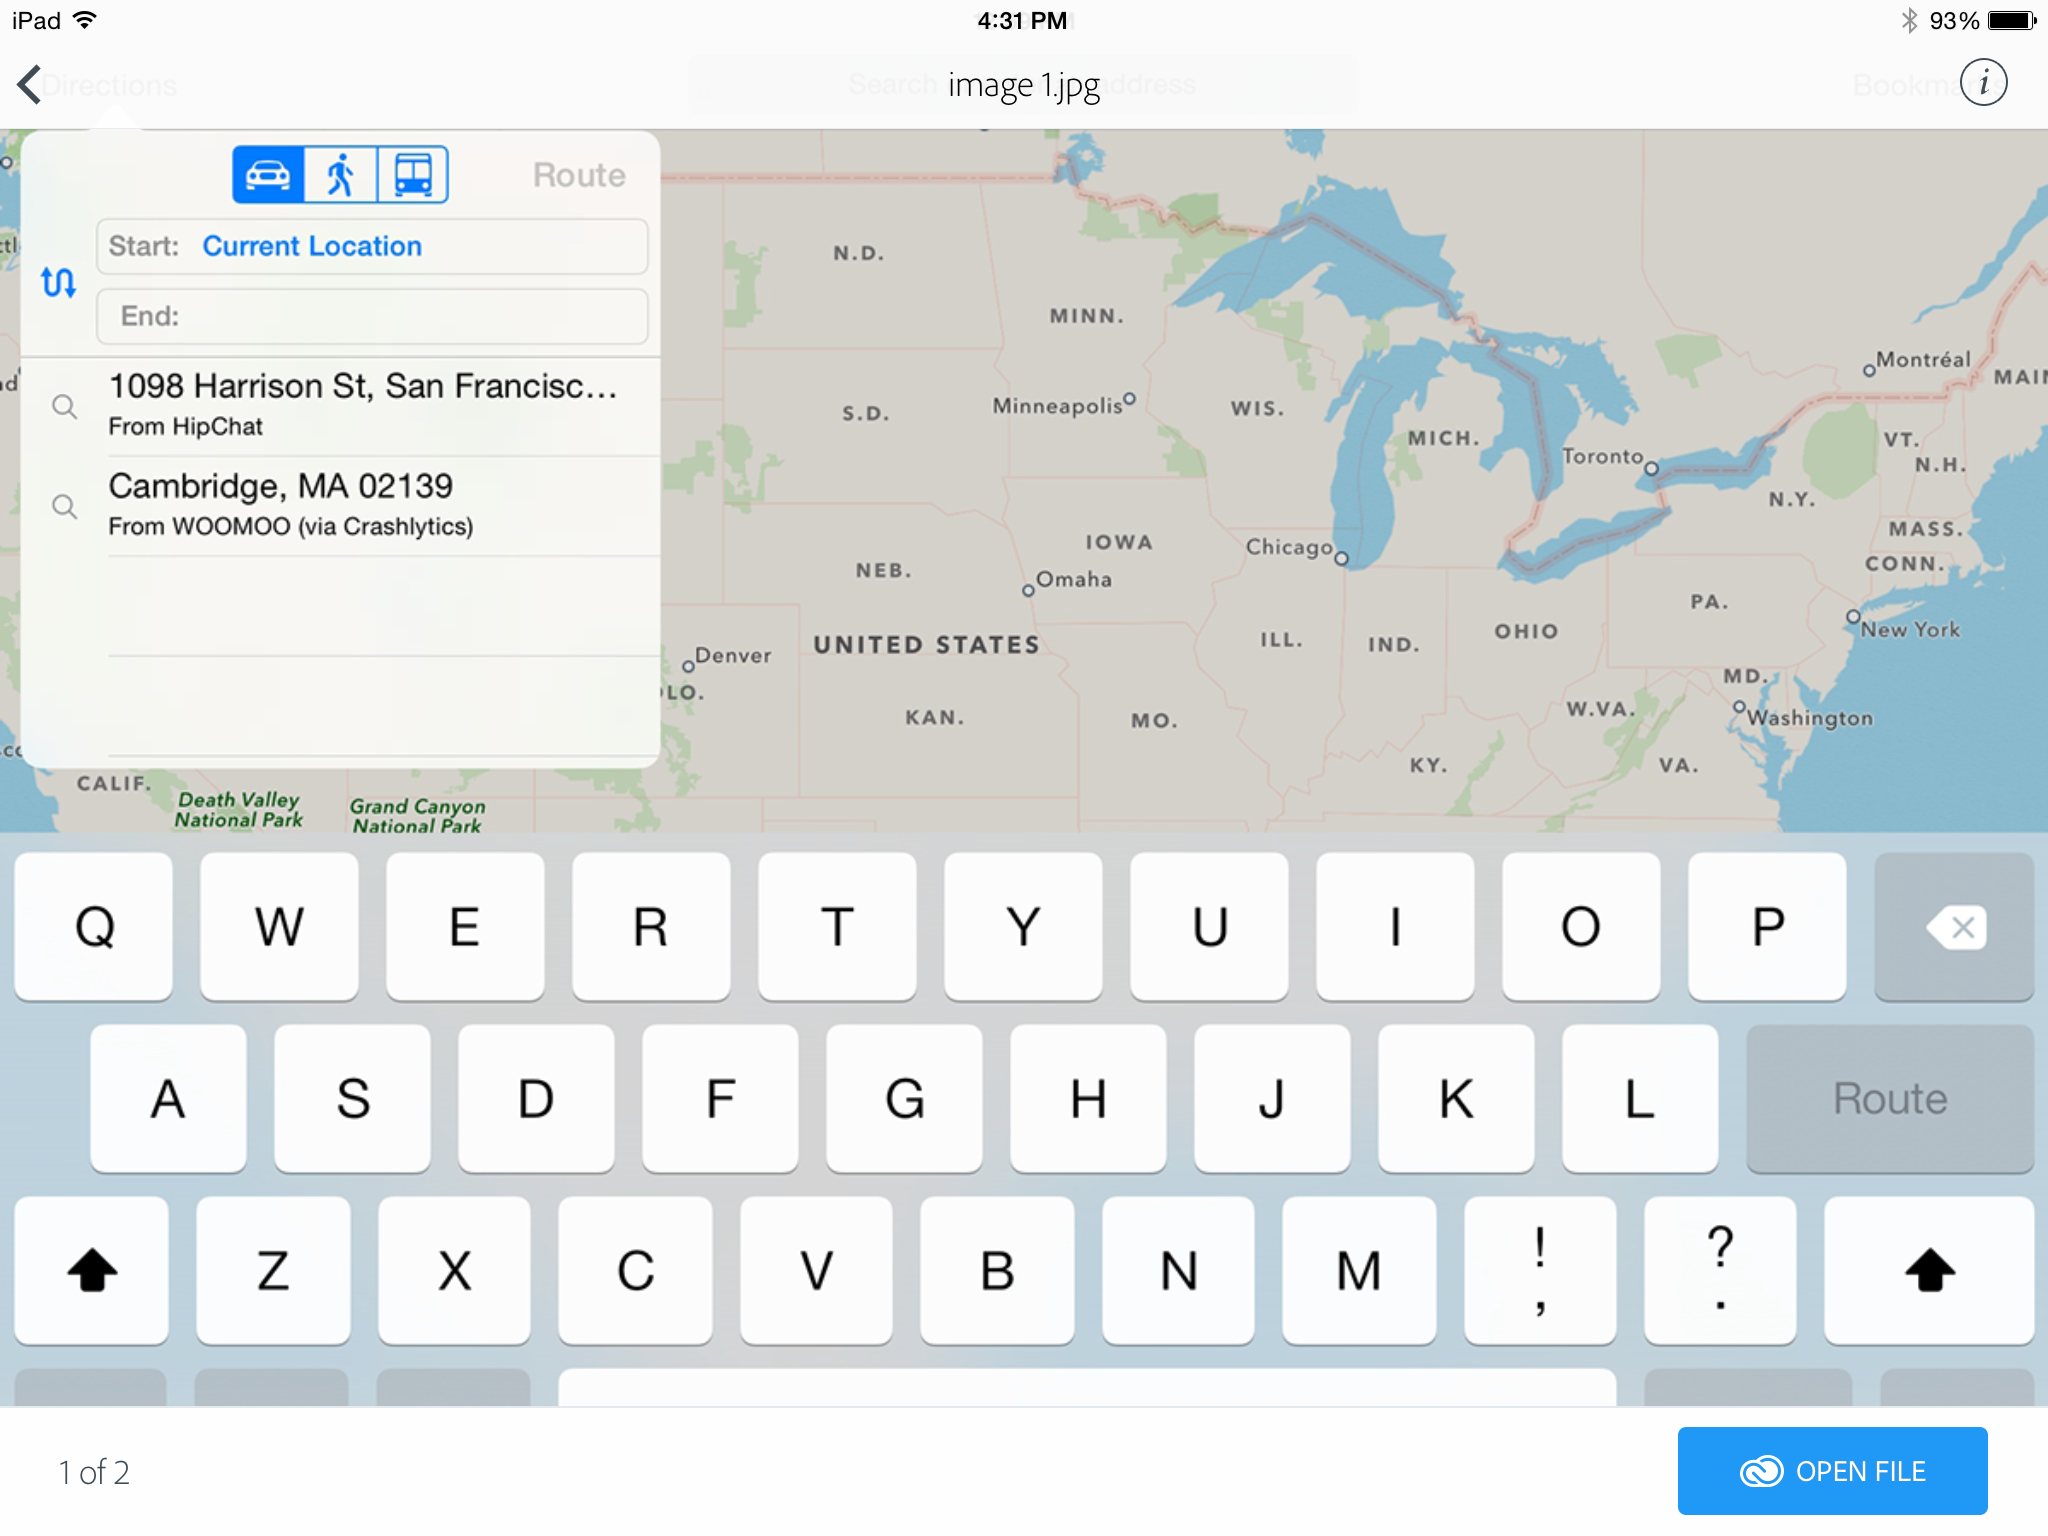 iPad 4:31 PM 93%
Directions image 1.jpg
Search address Bookmarks
Route
Start: Current Location
End:
1098 Harrison St, San Francisc...
From HipChat
Cambridge, MA 02139
From WOOMOO (via Crashlytics)
N.D.
MINN.
Montréal
MAI
S.D.
Minneapolis
WIS.
MICH.
Toronto
VT.
N.H.
N.Y.
MASS.
IOWA
Chicago
CONN.
NEB.
Omaha
PA.
UNITED STATES
ILL.
IND.
OHIO
New York
Denver
LO.
MD.
KAN.
MO.
W.VA.
Washington
KY.
VA.
CALIF.
Death Valley
National Park
Grand Canyon
National Park
Q W E R T Y U I O P
A S D F G H J K L Route
Z X C V B N M ! , ? .
1 of 2 OPEN FILE